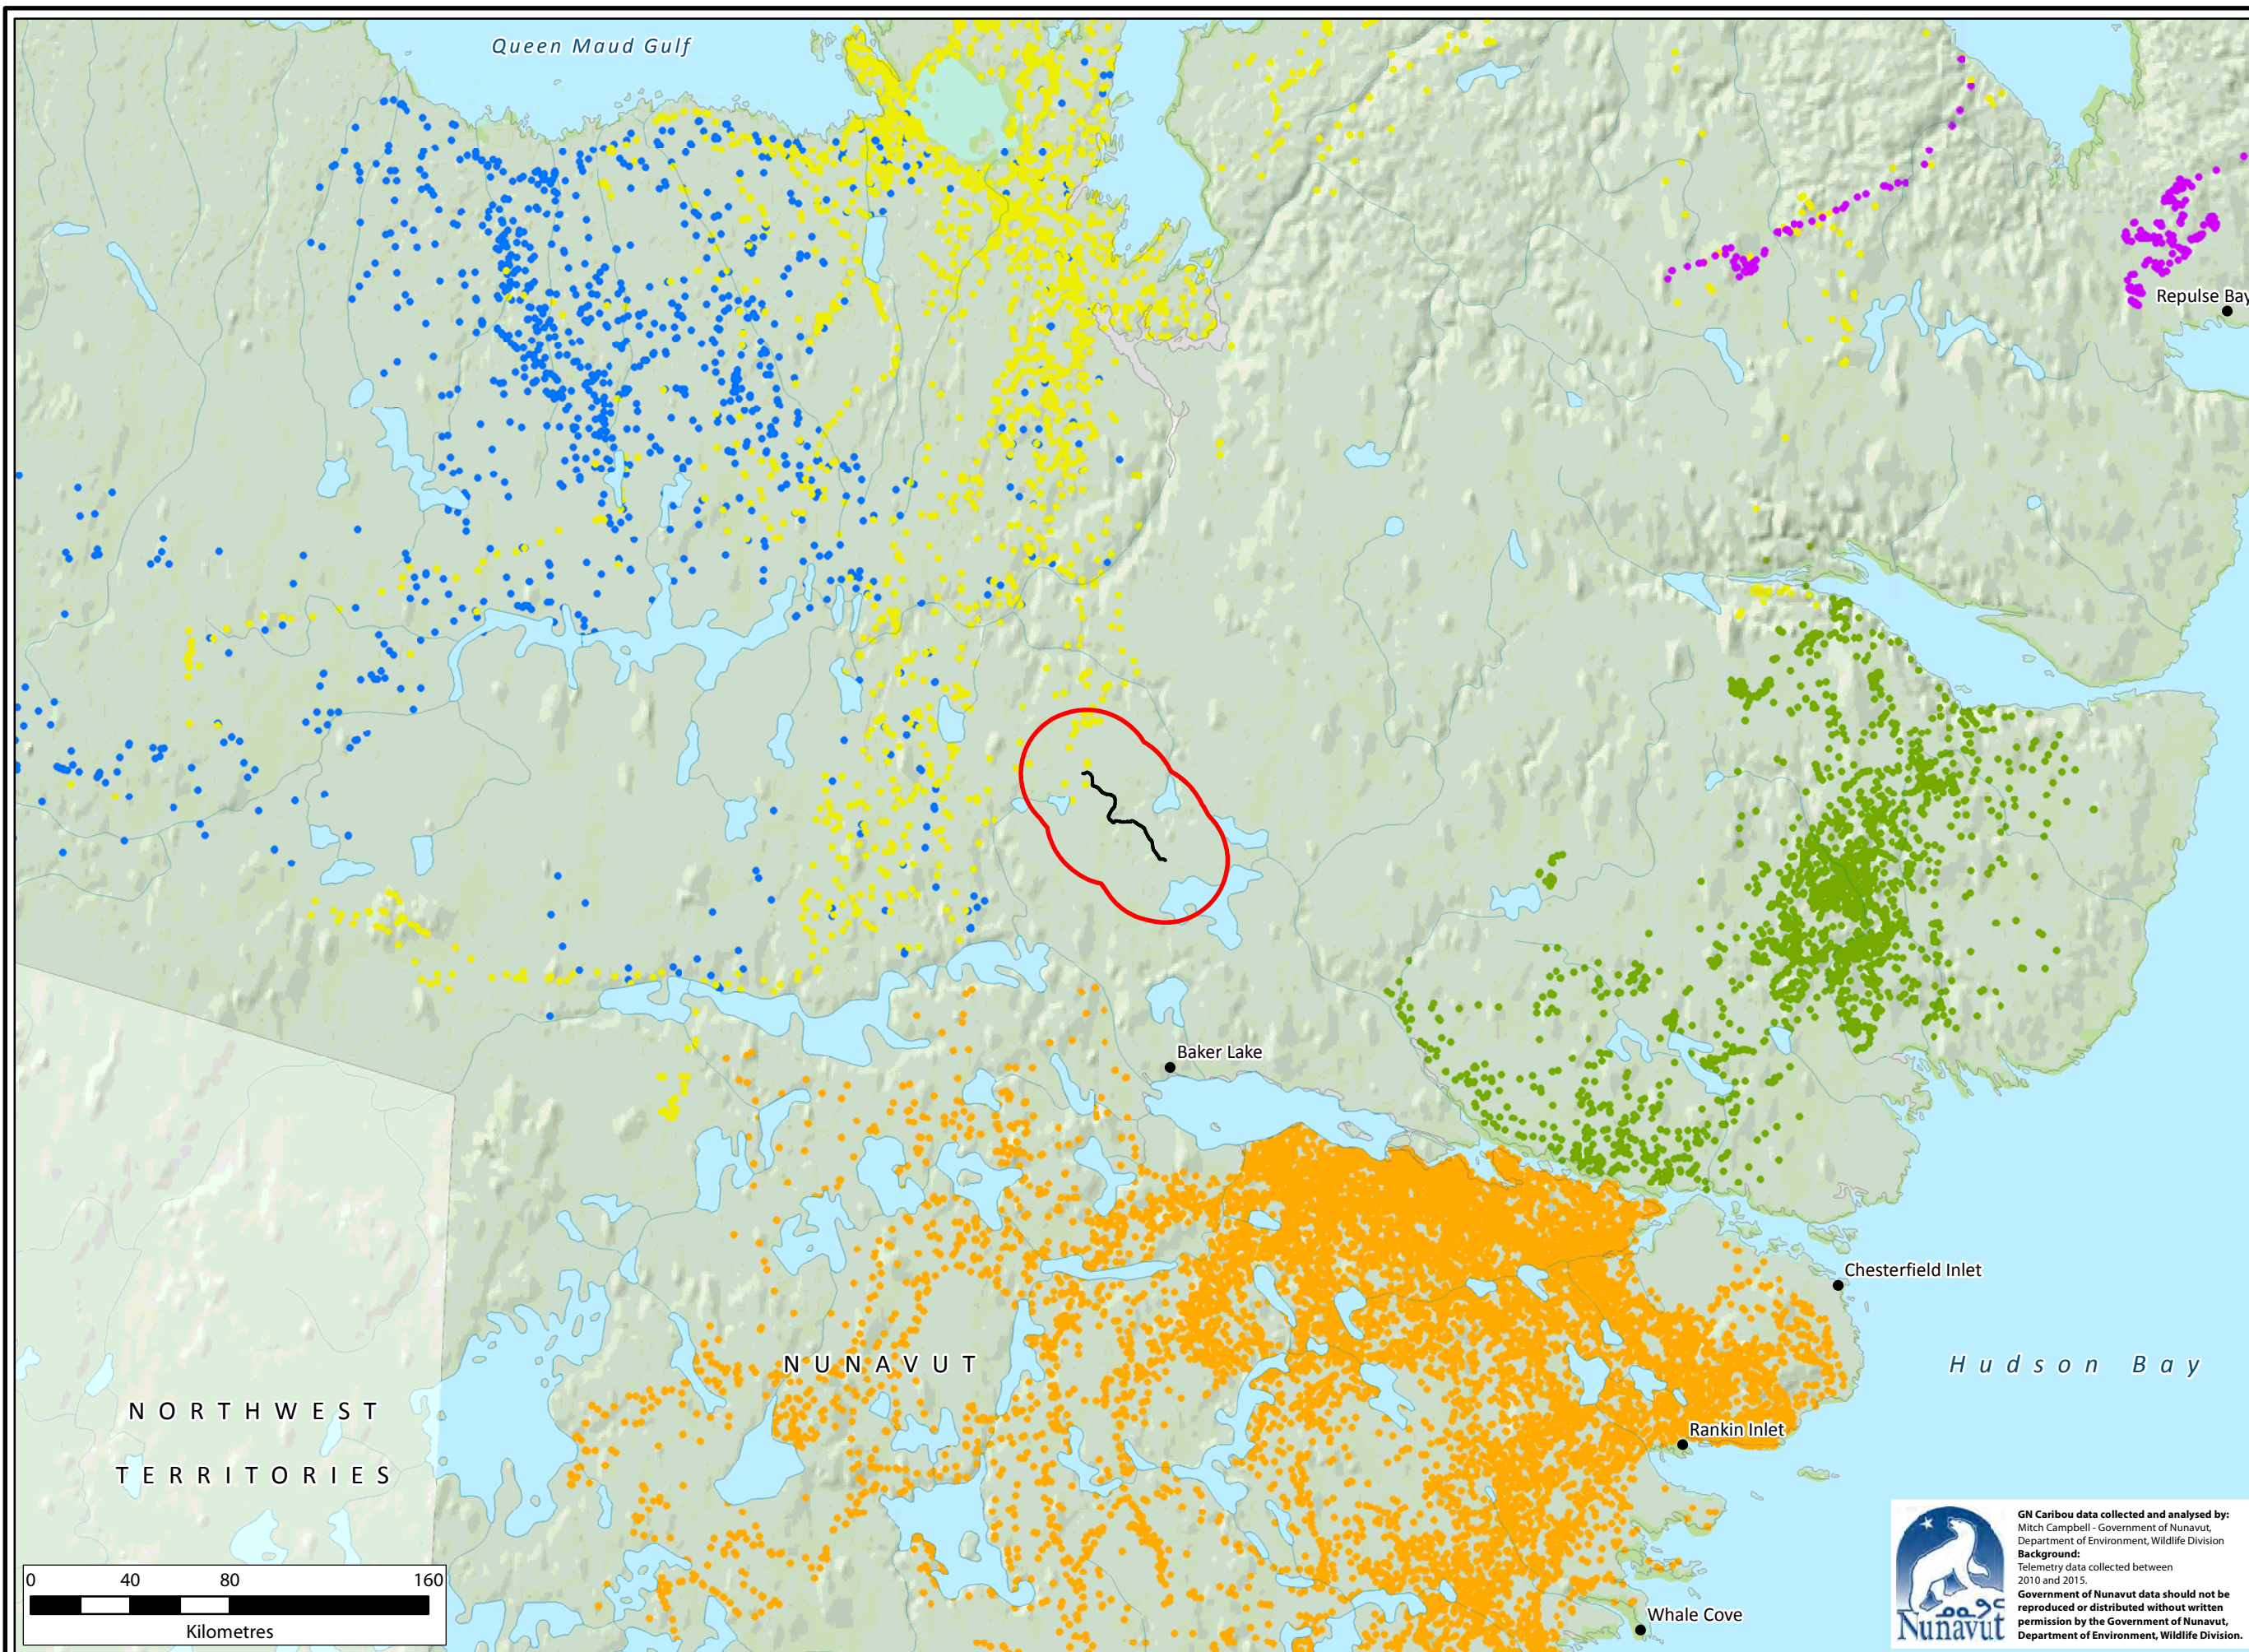 Queen Maud Gulf
Repulse Bay
Baker Lake
Chesterfield Inlet
NUNAVUT
Hudson Bay
NORTHWEST
TERRITORIES
Rankin Inlet
Whale Cove
0 40 80 160
Kilometres
ᓄᓇᕗᑦ
Nunavut
GN Caribou data collected and analysed by:
Mitch Campbell - Government of Nunavut,
Department of Environment, Wildlife Division
Background:
Telemetry data collected between
2010 and 2015.
Government of Nunavut data should not be
reproduced or distributed without written
permission by the Government of Nunavut,
Department of Environment, Wildlife Division.